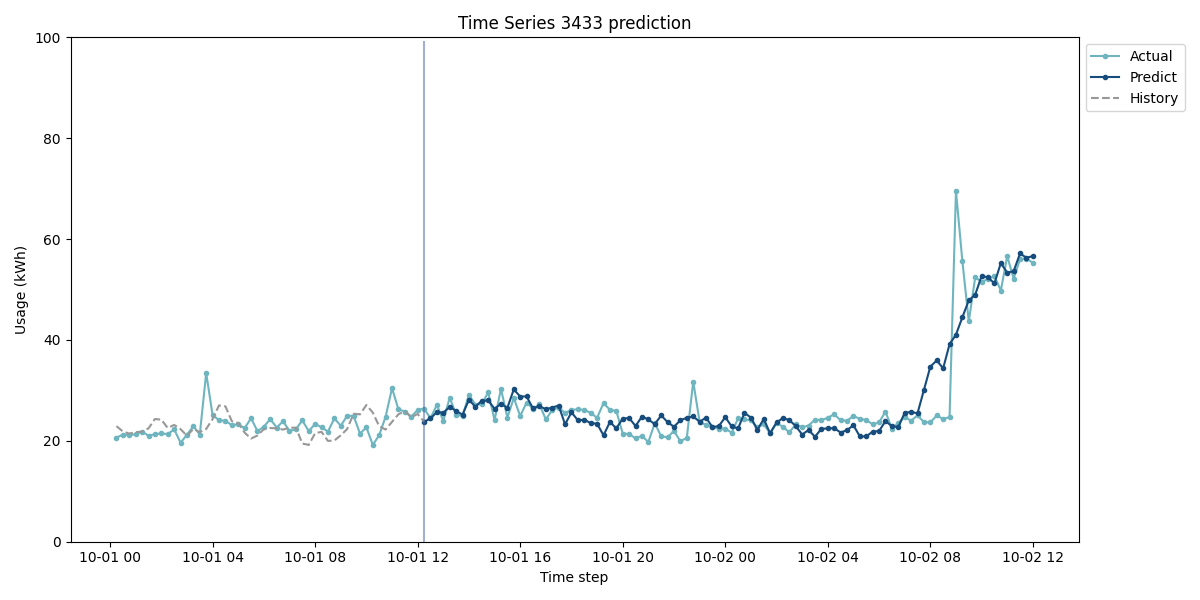 Time Series 3433 prediction
Usage (kWh)
100
80
60
40
20
0
10-01 00
10-01 04
10-01 08
10-01 12
10-01 16
10-01 20
10-02 00
10-02 04
10-02 08
10-02 12
Time step
Actual
Predict
History